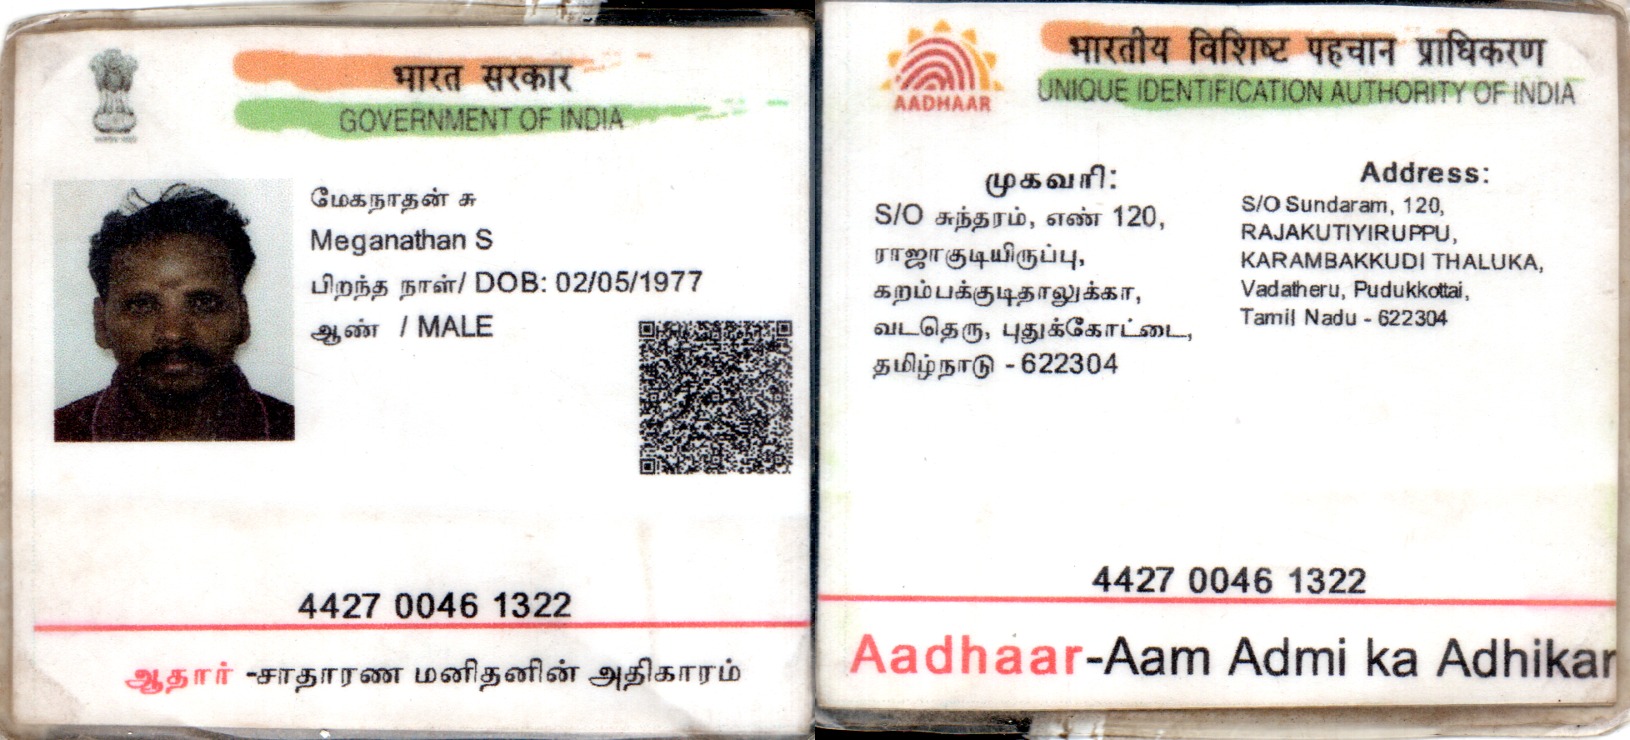 भारत सरकार
GOVERNMENT OF INDIA
மேகநாதன் சு
Meganathan S
பிறந்த நாள்/ DOB: 02/05/1977
ஆண் / MALE
4427 0046 1322
ஆதார் -சாதாரண மனிதனின் அதிகாரம்
भारतीय विशिष्ट पहचान प्राधिकरण
UNIQUE IDENTIFICATION AUTHORITY OF INDIA
AADHAAR
முகவரி:
S/O சுந்தரம், எண் 120,
ராஜாகுடியிருப்பு,
கறம்பக்குடிதாலுக்கா,
வடதெரு, புதுக்கோட்டை,
தமிழ்நாடு - 622304
Address:
S/O Sundaram, 120,
RAJAKUTIYIRUPPU,
KARAMBAKKUDI THALUKA,
Vadatheru, Pudukkottai,
Tamil Nadu - 622304
4427 0046 1322
Aadhaar-Aam Admi ka Adhikar